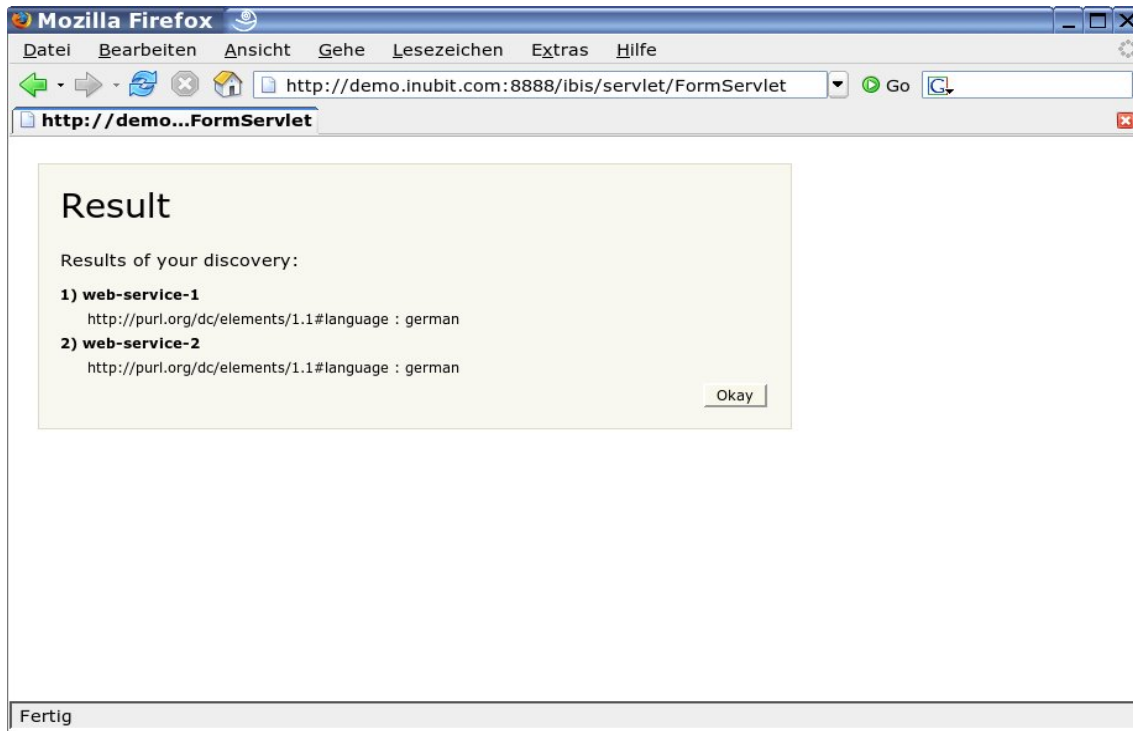 Mozilla Firefox
Datei Bearbeiten Ansicht Gehe Lesezeichen Extras Hilfe
http://demo.inubit.com:8888/ibis/servlet/FormServlet Go G
http://demo...FormServlet
Result
Results of your discovery:
1) web-service-1
http://purl.org/dc/elements/1.1#language : german
2) web-service-2
http://purl.org/dc/elements/1.1#language : german
Okay
Fertig